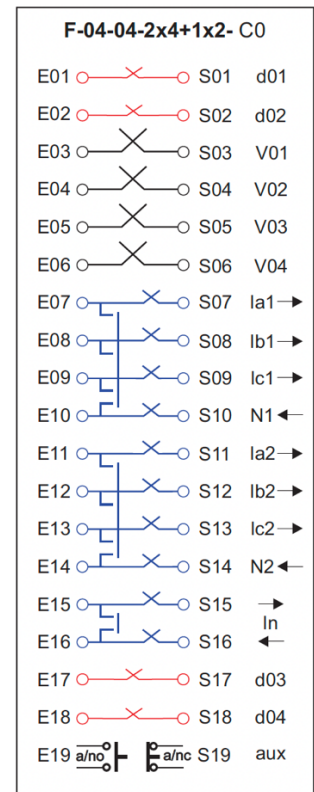 F-04-04-2x4+1x2- C0
E01 S01 d01
E02 S02 d02
E03 S03 V01
E04 S04 V02
E05 S05 V03
E06 S06 V04
E07 S07 Ia1
E08 S08 Ib1
E09 S09 Ic1
E10 S10 N1
E11 S11 Ia2
E12 S12 Ib2
E13 S13 Ic2
E14 S14 N2
E15 S15
In
E16 S16
E17 S17 d03
E18 S18 d04
E19 a/no a/nc S19 aux